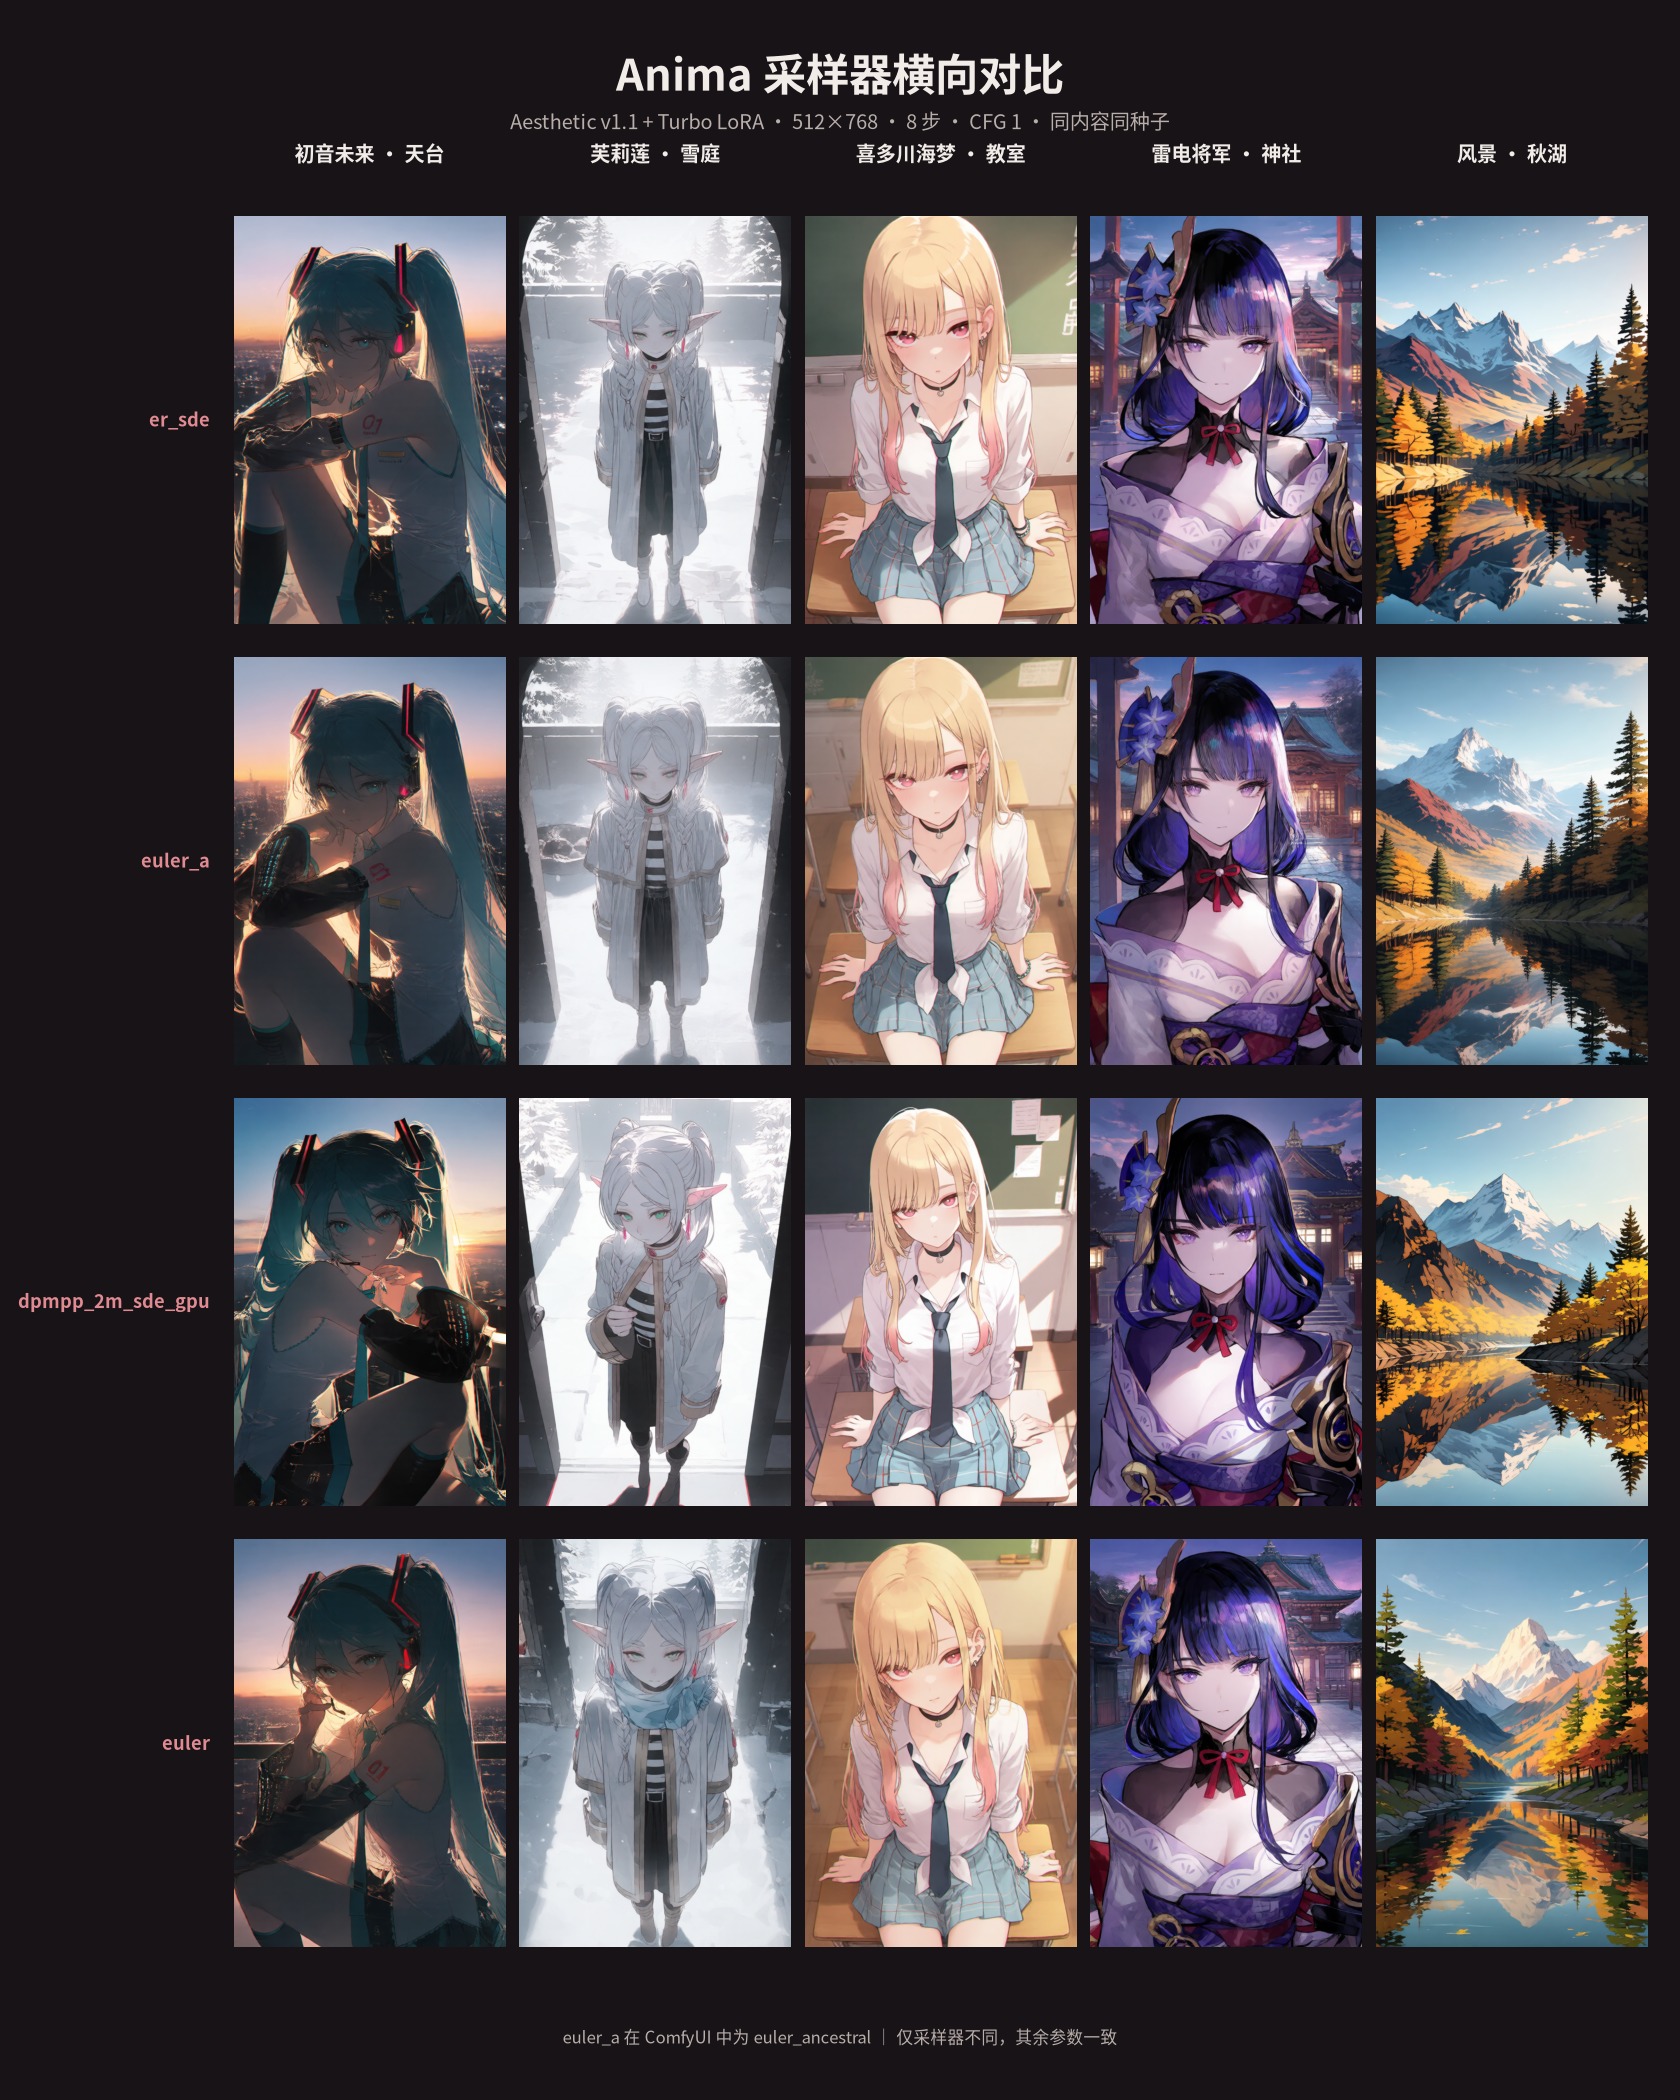 Anima 采样器横向对比
Aesthetic v1.1 + Turbo LoRA • 512×768 • 8 步 • CFG 1 • 同内容同种子
初音未来 • 天台
芙莉莲 • 雪庭
喜多川海梦 • 教室
雷电将军 • 神社
风景 • 秋湖
er_sde
01
euler_a
01
dpmpp_2m_sde_gpu
euler
01
euler_a 在 ComfyUI 中为 euler_ancestral ｜ 仅采样器不同，其余参数一致